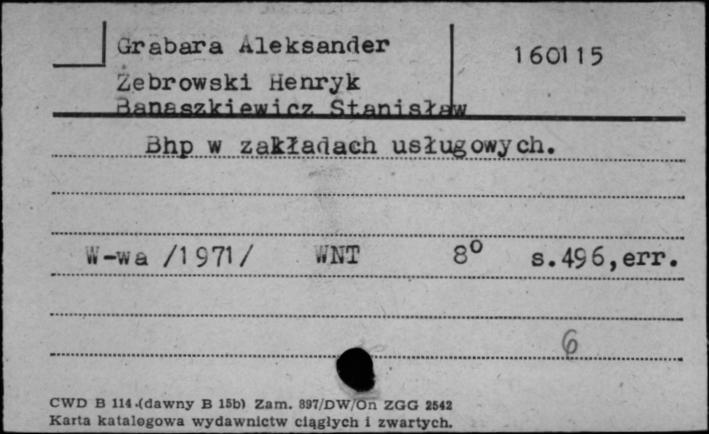 Grabara Aleksander
160115
Żebrowski Henryk
Banaszkiewicz Stanisław
Bhp w zakładach usługowych.
W-wa /1971/ WNT 8° s.496,err.
6
CWD B 114 (dawny B 15b) Zam. 897/DW/On ZGG 2542
Karta katalogowa wydawnictw ciągłych i zwartych.